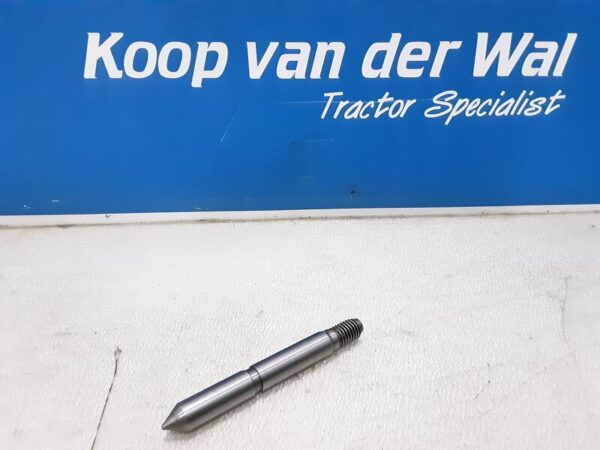 Koop van der Wal
Tractor Specialist